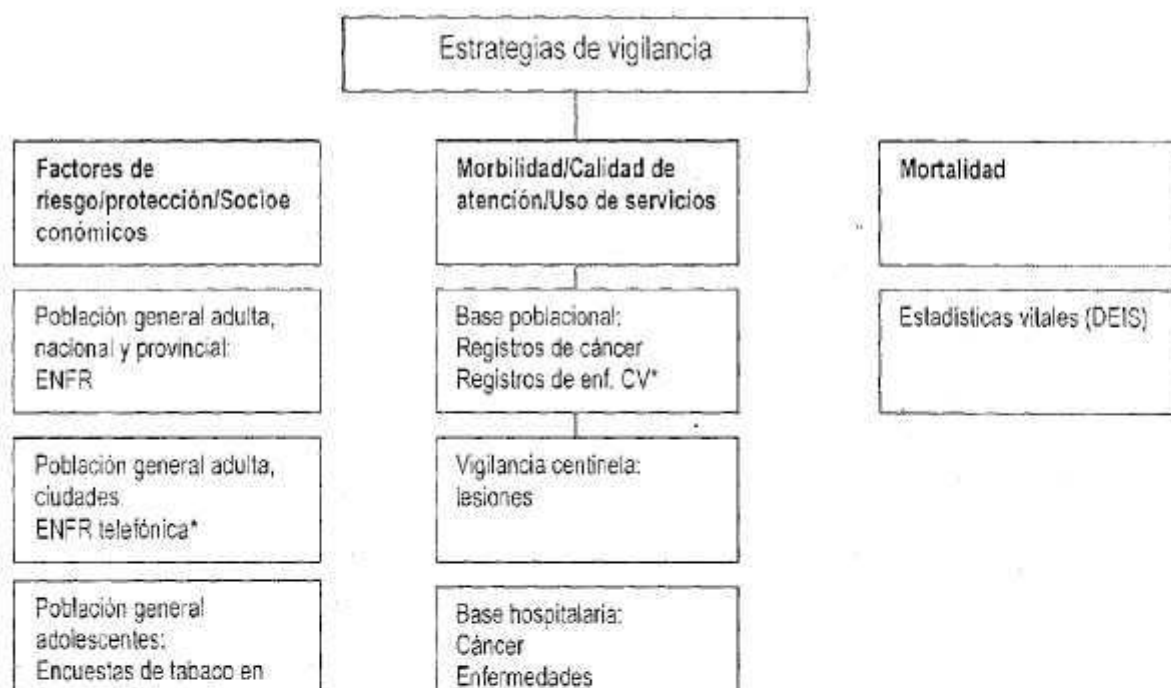 Estrategias de vigilancia
Factores de
riesgo/protección/Socioe
conómicos
Población general adulta,
nacional y provincial:
ENFR
Población general adulta,
ciudades:
ENFR telefónica*
Población general
adolescentes:
Encuestas de tabaco en
Morbilidad/Calidad de
atención/Uso de servicios
Base poblacional:
Registros de cáncer
Registros de enf. CV*
Vigilancia centinela:
lesiones
Base hospitalaria:
Cáncer
Enfermedades
Mortalidad
Estadísticas vitales (DEIS)